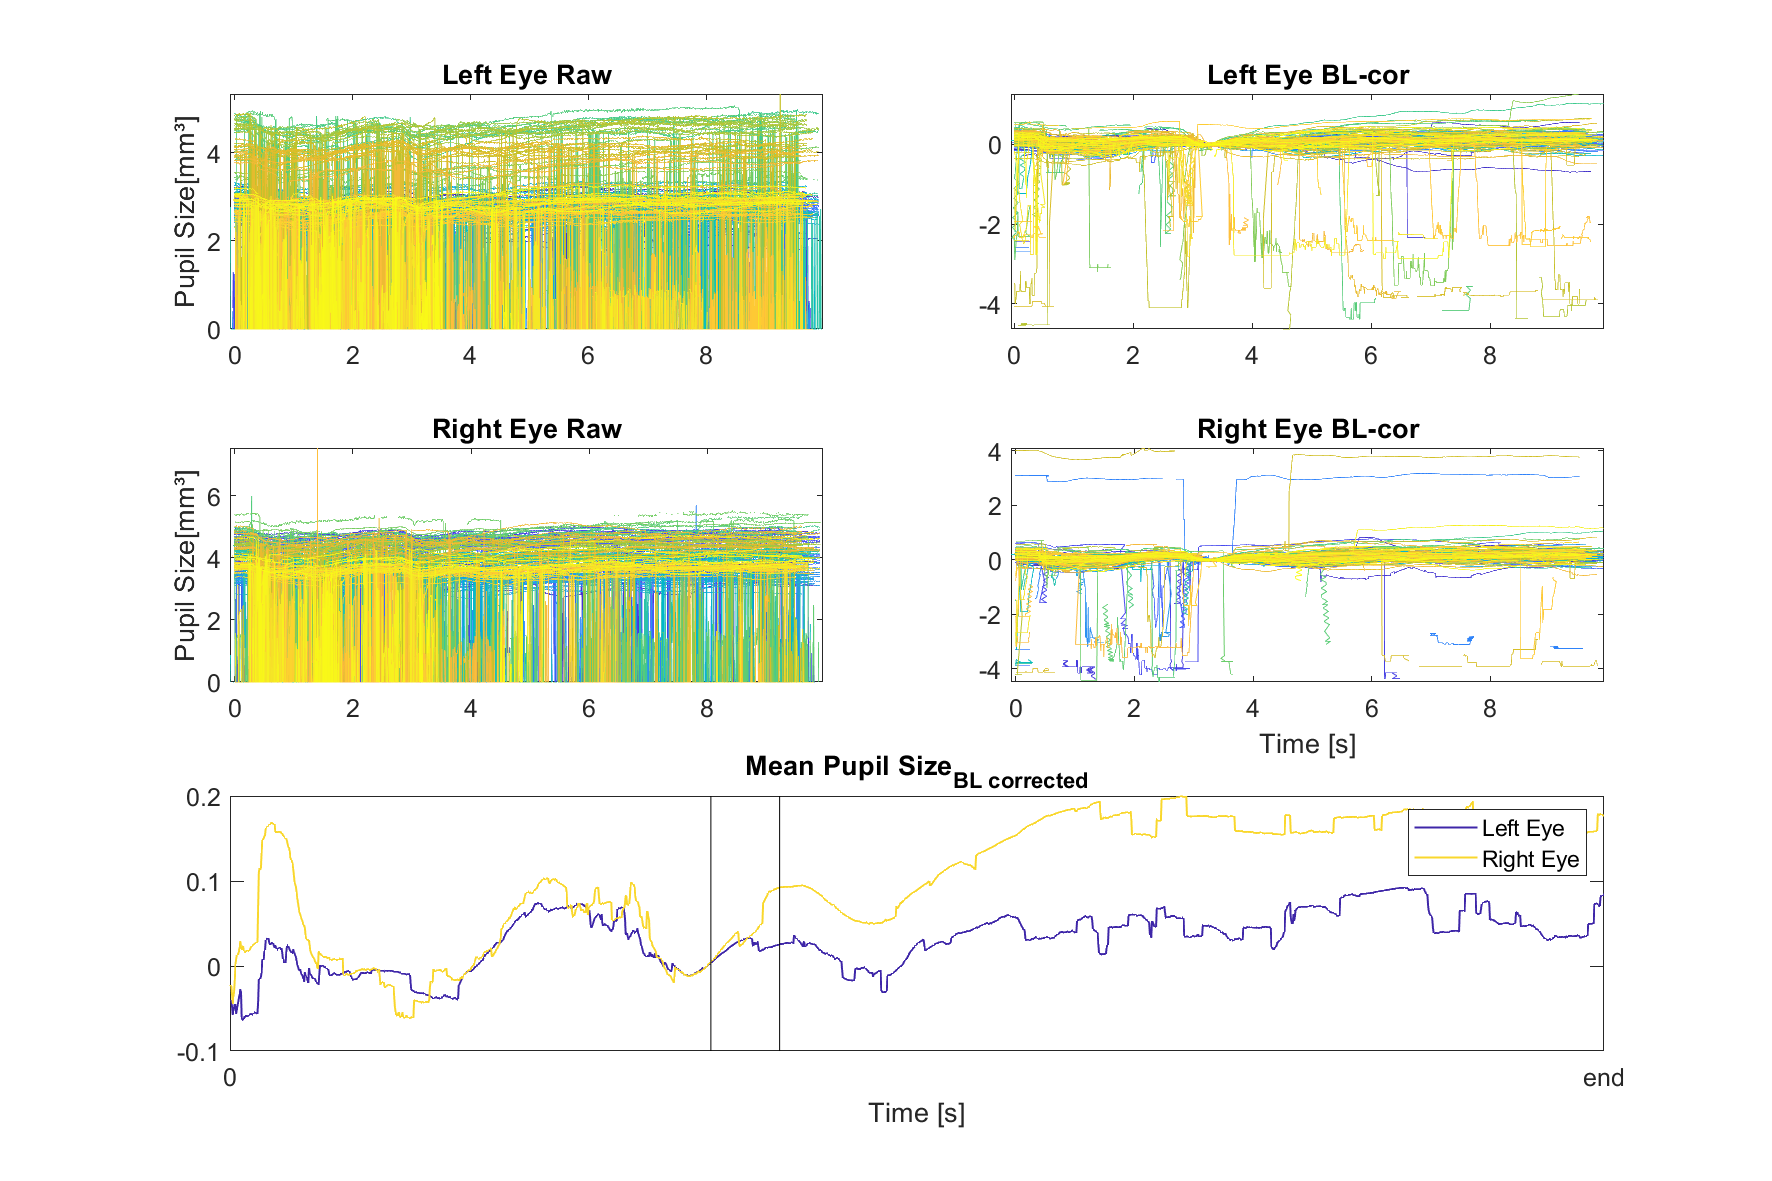 Left Eye Raw
Pupil Size[mm³]
4
2
0
0 2 4 6 8
Left Eye BL-cor
0
-2
-4
0 2 4 6 8
Right Eye Raw
Pupil Size[mm³]
6
4
2
0
0 2 4 6 8
Right Eye BL-cor
4
2
0
-2
-4
0 2 4 6 8
Time [s]
Mean Pupil Size BL corrected
0.2
0.1
0
-0.1
Left Eye
Right Eye
0 end
Time [s]